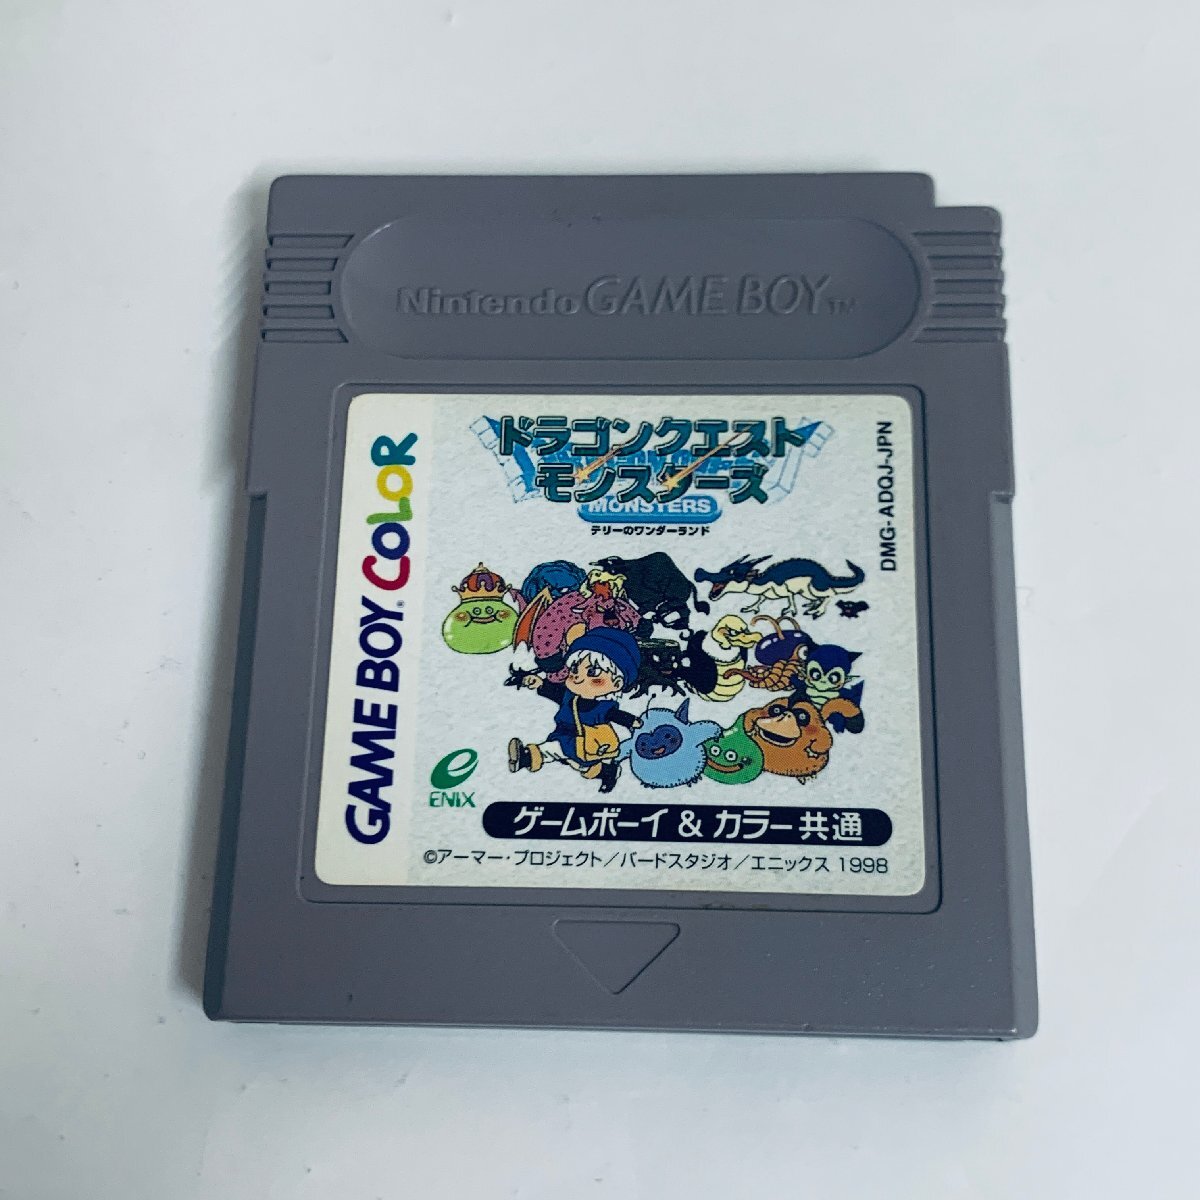 Nintendo GAME BOY™
GAME BOY COLOR
ドラゴンクエスト
モンスターズ
MONSTERS
テリーのワンダーランド
DMG-ADQJ-JPN
ENIX
ゲームボーイ & カラー共通
©アーマー・プロジェクト／バードスタジオ／エニックス 1998